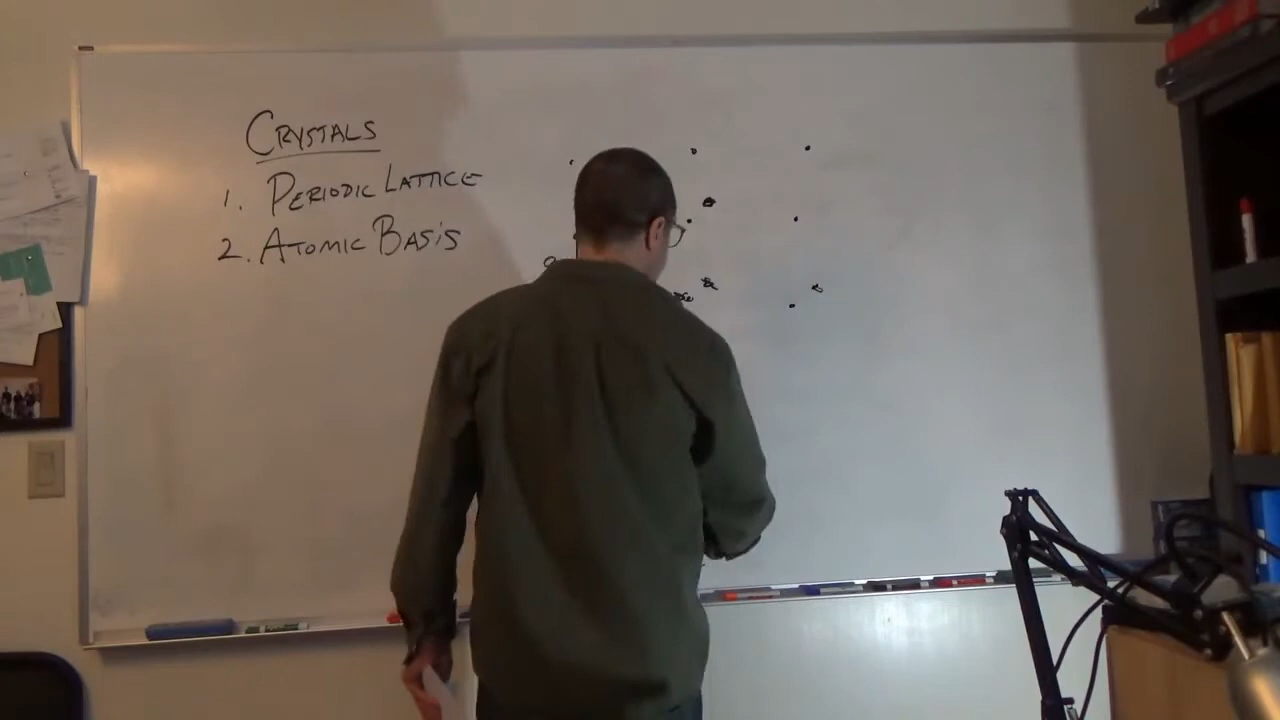 CRYSTALS
1. PERIODIC LATTICE
2. ATOMIC BASIS